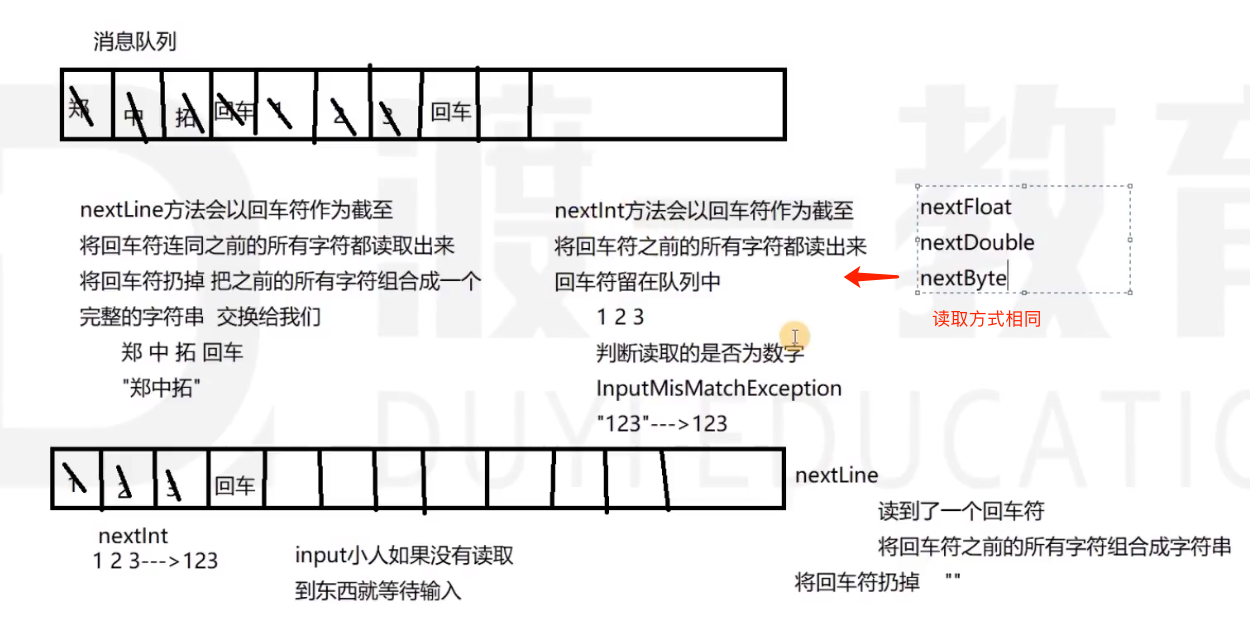 消息队列
郑 中 拓 回车 1 2 3 回车
nextLine方法会以回车符作为截至
将回车符连同之前的所有字符都读取出来
将回车符扔掉 把之前的所有字符组合成一个
完整的字符串 交换给我们
郑 中 拓 回车
"郑中拓"
nextInt方法会以回车符作为截至
将回车符之前的所有字符都读出来
回车符留在队列中
1 2 3
判断读取的是否为数字
InputMisMatchException
"123"--->123
nextFloat
nextDouble
nextByte
读取方式相同
1 2 3 回车
nextInt
1 2 3--->123
input小人如果没有读取
到东西就等待输入
nextLine
读到了一个回车符
将回车符之前的所有字符组合成字符串
将回车符扔掉 ""
渡教育
DUYI EDUCATIO